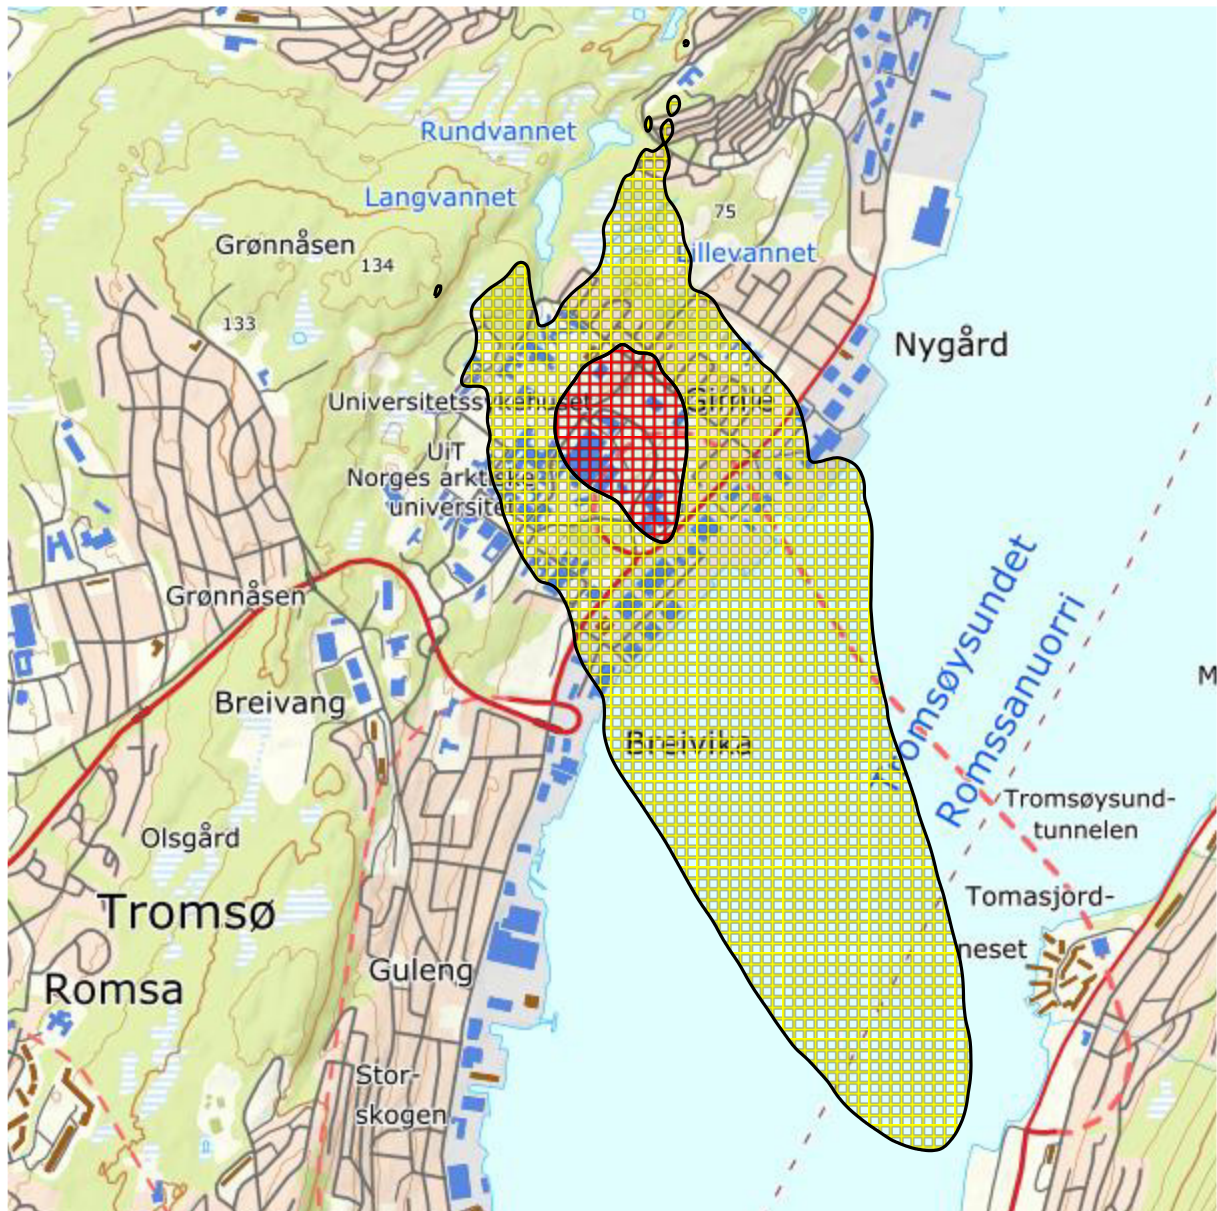 Rundvannet
Langvannet
75
Grønnåsen
134
Lillevannet
133
Nygård
Universitetssykehuset
Gimle
UiT
Norges arktiske
universitet
Grønnåsen
Tromsøysundet
Romssanuorri
Breivang
M
Breivika
Tromsøysund-
tunnelen
Olsgård
Tomasjord-
neset
Tromsø
Guleng
Romsa
Stor-
skogen